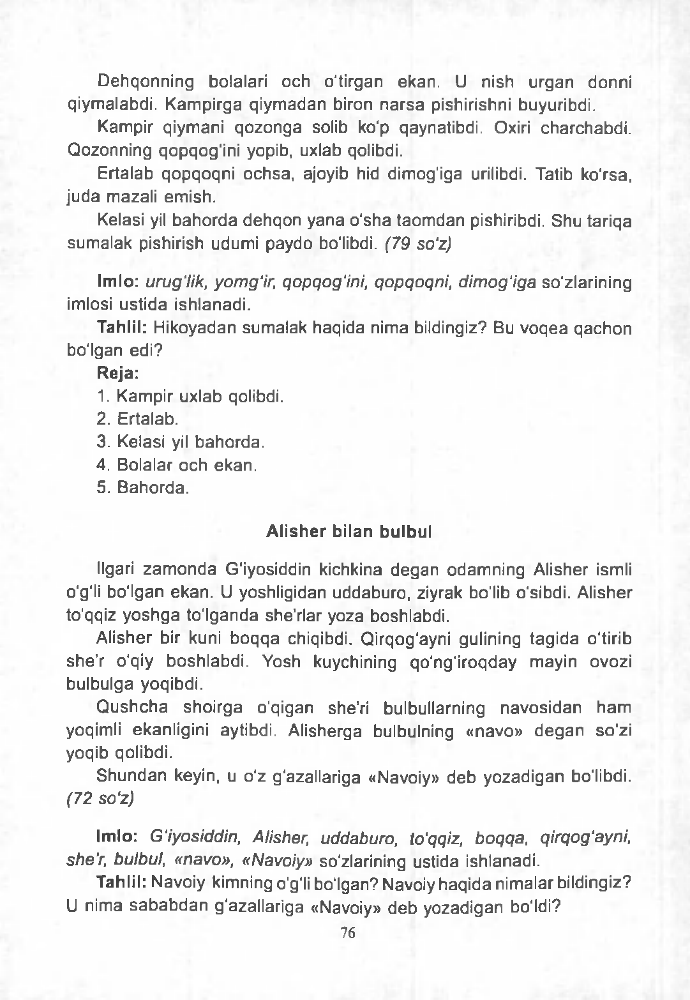 Dehqonning bolalari och o'tirgan ekan. U nish urgan donni
qiymalabdi. Kampirga qiymadan biron narsa pishirishni buyuribdi.
Kampir qiymani qozonga solib ko'p qaynatibdi. Oxiri charchabdi.
Qozonning qopqog'ini yopib, uxlab qolibdi.
Ertalab qopqoqni ochsa, ajoyib hid dimog'iga urilibdi. Tatib ko'rsa,
juda mazali emish.
Kelasi yil bahorda dehqon yana o'sha taomdan pishiribdi. Shu tariqa
sumalak pishirish udumi paydo bo'libdi. (79 so'z)
Imlo: urug'lik, yomg'ir, qopqog'ini, qopqoqni, dimog'iga so'zlarining
imlosi ustida ishlanadi.
Tahlil: Hikoyadan sumalak haqida nima bildingiz? Bu voqea qachon
bo'lgan edi?
Reja:
1. Kampir uxlab qolibdi.
2. Ertalab.
3. Kelasi yil bahorda.
4. Bolalar och ekan.
5. Bahorda.
Alisher bilan bulbul
Ilgari zamonda G'iyosiddin kichkina degan odamning Alisher ismli
o'g'li bo'lgan ekan. U yoshligidan uddaburo, ziyrak bo'lib o'sibdi. Alisher
to'qqiz yoshga to'lganda she'rlar yoza boshlabdi.
Alisher bir kuni boqqa chiqibdi. Qirqog'ayni gulining tagida o'tirib
she'r o'qiy boshlabdi. Yosh kuychining qo'ng'iroqday mayin ovozi
bulbulga yoqibdi.
Qushcha shoirga o'qigan she'ri bulbullarning navosidan ham
yoqimli ekanligini aytibdi. Alisherga bulbulning «navo» degan so'zi
yoqib qolibdi.
Shundan keyin, u o'z g'azallariga «Navoiy» deb yozadigan bo'libdi.
(72 so'z)
Imlo: G'iyosiddin, Alisher, uddaburo, to'qqiz, boqqa, qirqog'ayni,
she'r, bulbul, «navo», «Navoiy» so'zlarining ustida ishlanadi.
Tahlil: Navoiy kimning o'g'li bo'lgan? Navoiy haqida nimalar bildingiz?
U nima sababdan g'azallariga «Navoiy» deb yozadigan bo'ldi?
76